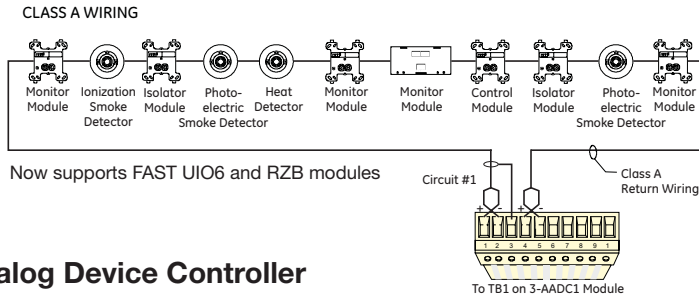 CLASS A WIRING
Monitor Module
Ionization Smoke Detector
Isolator Module
Photo-electric Smoke Detector
Heat Detector
Monitor Module
Monitor Module
Control Module
Isolator Module
Photo-electric Smoke Detector
Monitor Module
Now supports FAST UIO6 and RZB modules
Circuit #1
Class A
Return Wiring
+ - + -
1 2 3 4 5 6 7 8 9 1
To TB1 on 3-AADC1 Module
alog Device Controller